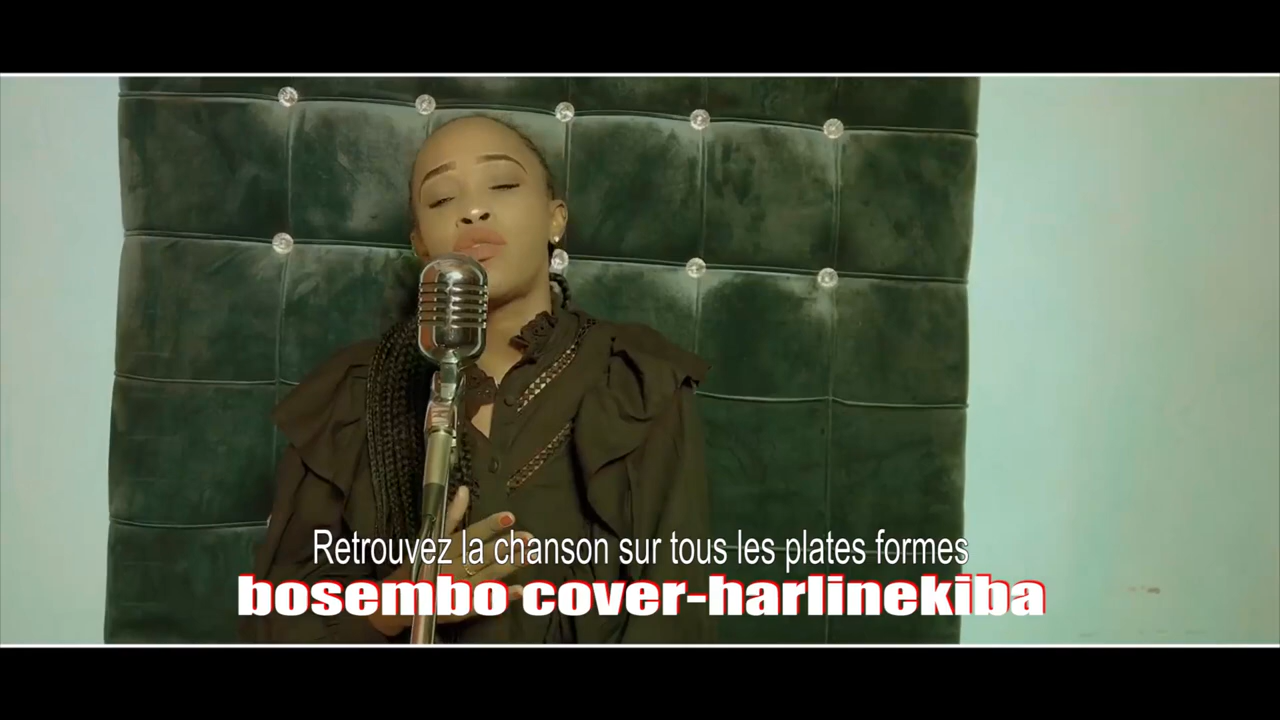 Retrouvez la chanson sur tous les plates formes
bosembo cover-harlinekiba